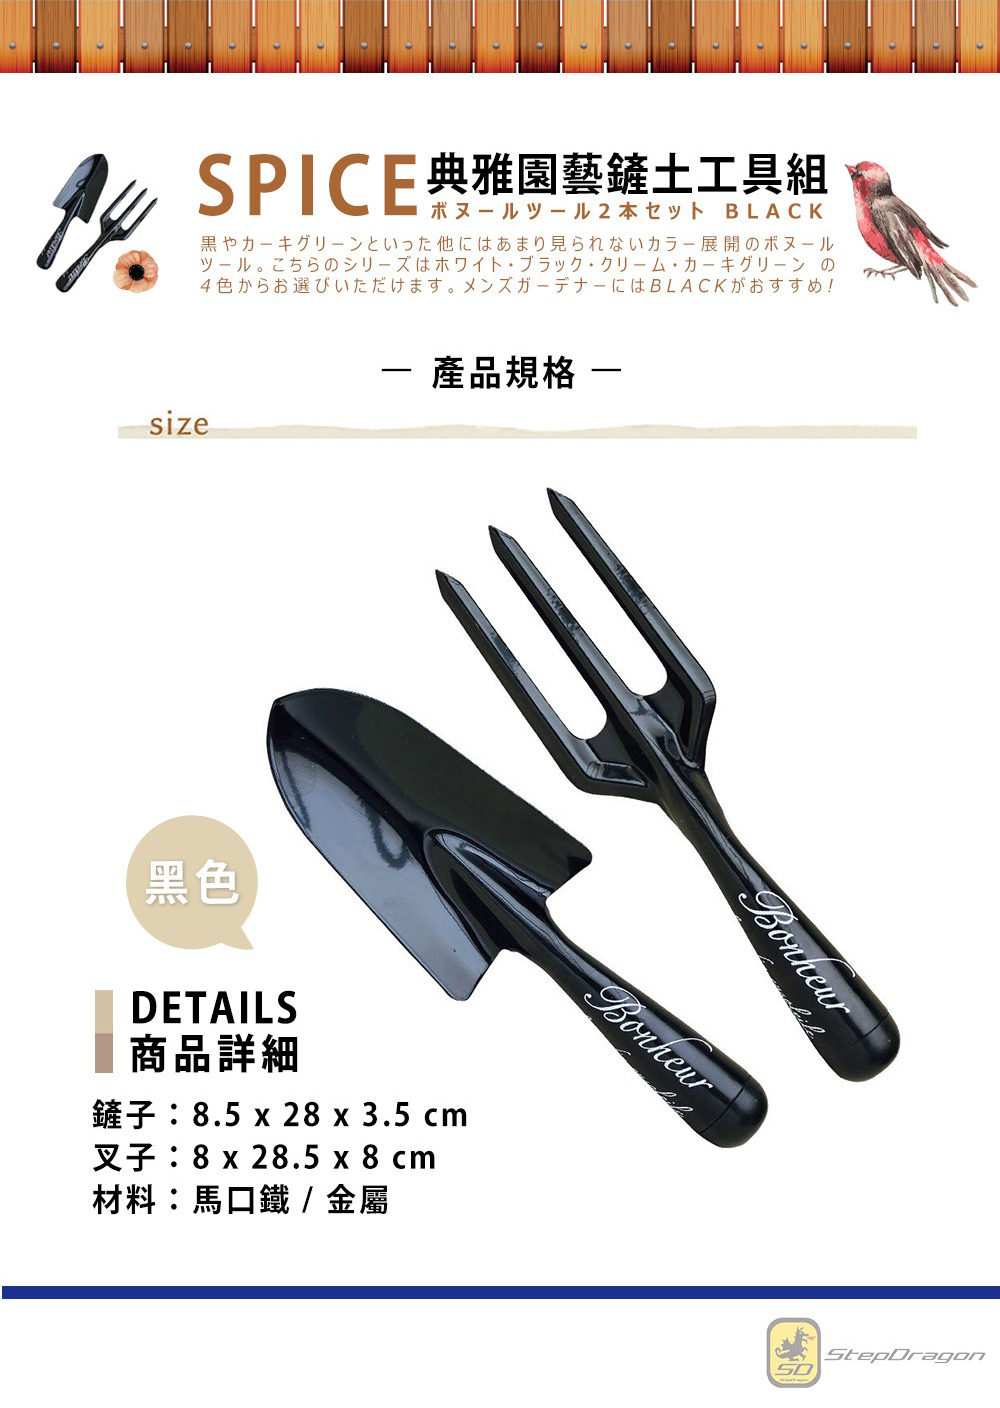 SPICE典雅園藝鏟土工具組
ボヌールツール2本セット BLACK
黒やカーキグリーンといった他にはあまり見られないカラー展開のボヌール
ツール。こちらのシリーズはホワイト・ブラック・クリーム・カーキグリーン の
4色からお選びいただけます。メンズガーデナーにはBLACKがおすすめ!
— 產品規格 —
size
黑色
Bonheur
Bonheur
DETAILS
商品詳細
鏟子：8.5 x 28 x 3.5 cm
叉子：8 x 28.5 x 8 cm
材料：馬口鐵 / 金屬
SD
StepDragon